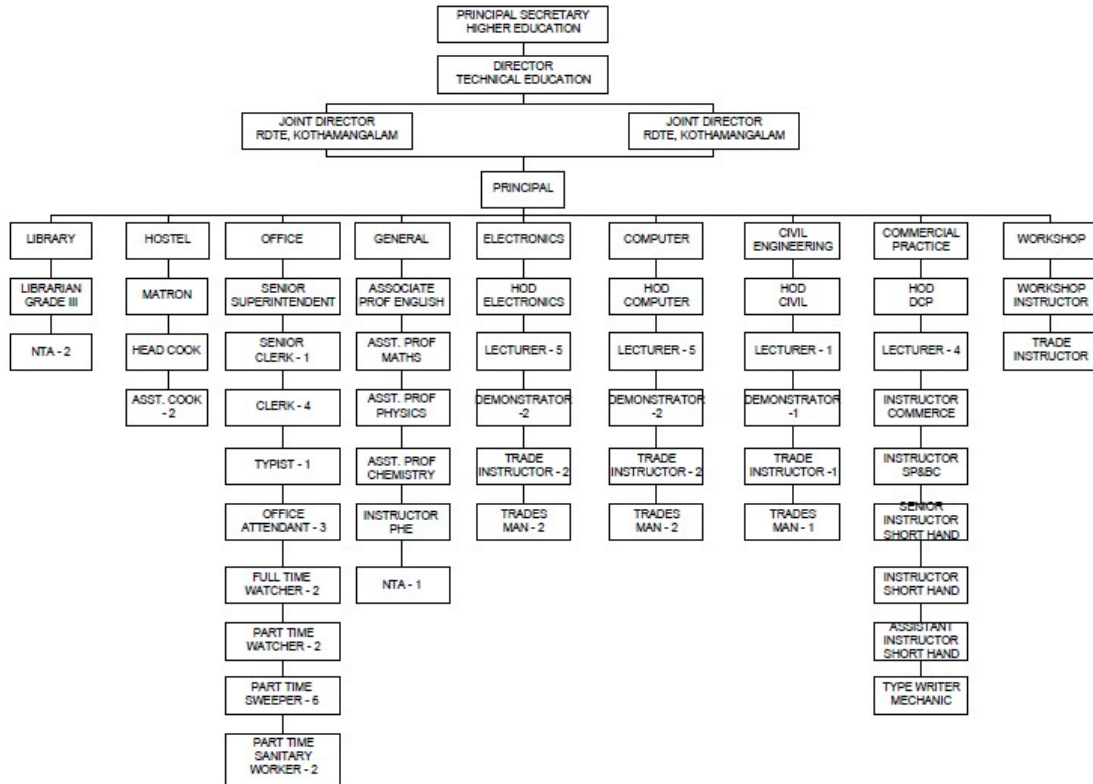 PRINCIPAL SECRETARY
HIGHER EDUCATION
DIRECTOR
TECHNICAL EDUCATION
JOINT DIRECTOR
RDTE, KOTHAMANGALAM
JOINT DIRECTOR
RDTE, KOTHAMANGALAM
PRINCIPAL
LIBRARY
LIBRARIAN
GRADE III
NTA - 2
HOSTEL
MATRON
HEAD COOK
ASST. COOK
- 2
OFFICE
SENIOR
SUPERINTENDENT
SENIOR
CLERK - 1
CLERK - 4
TYPIST - 1
OFFICE
ATTENDANT - 3
FULL TIME
WATCHER - 2
PART TIME
WATCHER - 2
PART TIME
SWEEPER - 6
PART TIME
SANITARY
WORKER - 2
GENERAL
ASSOCIATE
PROF ENGLISH
ASST. PROF
MATHS
ASST. PROF
PHYSICS
ASST. PROF
CHEMISTRY
INSTRUCTOR
PHE
NTA - 1
ELECTRONICS
HOD
ELECTRONICS
LECTURER - 5
DEMONSTRATOR
-2
TRADE
INSTRUCTOR - 2
TRADES
MAN - 2
COMPUTER
HOD
COMPUTER
LECTURER - 5
DEMONSTRATOR
-2
TRADE
INSTRUCTOR - 2
TRADES
MAN - 2
CIVIL
ENGINEERING
HOD
CIVIL
LECTURER - 1
DEMONSTRATOR
-1
TRADE
INSTRUCTOR -1
TRADES
MAN - 1
COMMERCIAL
PRACTICE
HOD
DCP
LECTURER - 4
INSTRUCTOR
COMMERCE
INSTRUCTOR
SP&BC
SENIOR
INSTRUCTOR
SHORT HAND
INSTRUCTOR
SHORT HAND
ASSISTANT
INSTRUCTOR
SHORT HAND
TYPE WRITER
MECHANIC
WORKSHOP
WORKSHOP
INSTRUCTOR
TRADE
INSTRUCTOR